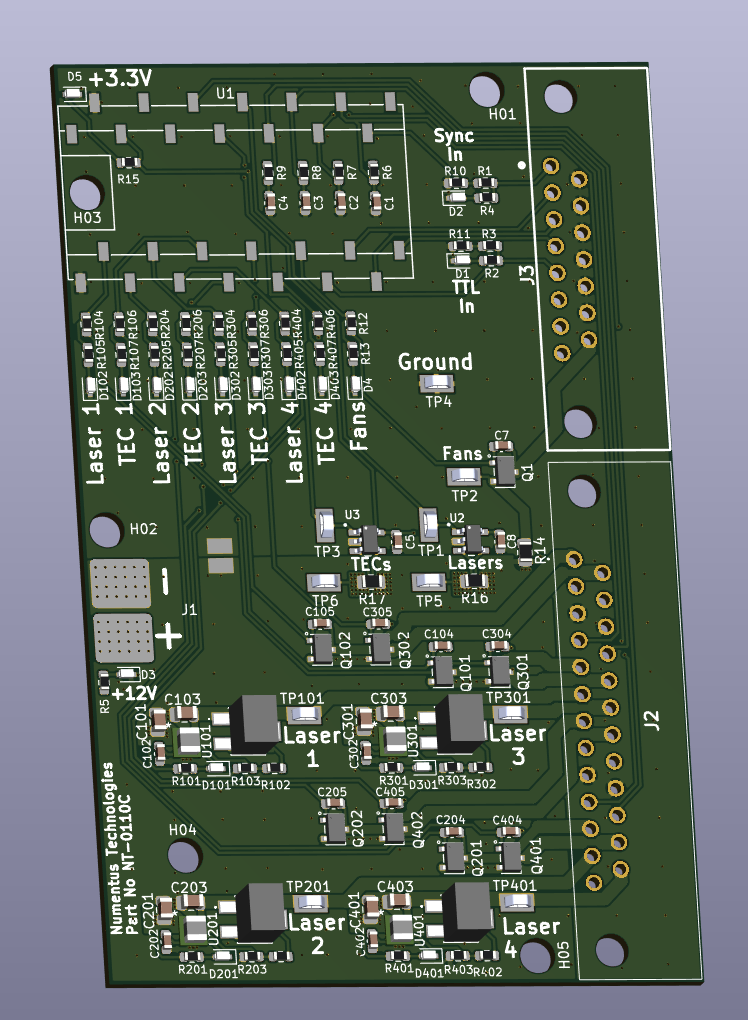 D5
+3.3V
U1
H01
Sync
In
R15
R9
R8
R7
R6
R10
R1
H03
C4
C3
C2
C1
D2
R4
R11
R3
J3
D1
R2
TTL
In
R104
R106
R204
R206
R304
R306
R404
R406
R12
R105
R107
R205
R207
R305
R307
R405
R407
R13
D102
D103
D202
D203
D302
D303
D402
D403
D4
Ground
TP4
Laser 1
TEC 1
Laser 2
TEC 2
Laser 3
TEC 3
Laser 4
TEC 4
Fans
C7
Fans
Q1
TP2
H02
U3
U2
TP3
C5
TP1
C8
R14
TECs
Lasers
-
J1
TP6
R17
TP5
R16
+
C105
C305
Q102
Q302
C104
C304
Q101
Q301
D3
R5
+12V
C103
TP101
C303
TP301
C101
C301
U101
Laser
1
U301
Laser
3
J2
C102
C302
R101
D101
R103
R102
R301
D301
R303
R302
C205
C405
Q202
Q402
C204
C404
Q201
Q401
Numentus Technologies
Part No NT-0110C
H04
C203
TP201
C403
TP401
C201
C401
U201
Laser
2
U401
Laser
4
C202
C402
H05
R201
D201
R203
R401
D401
R403
R402